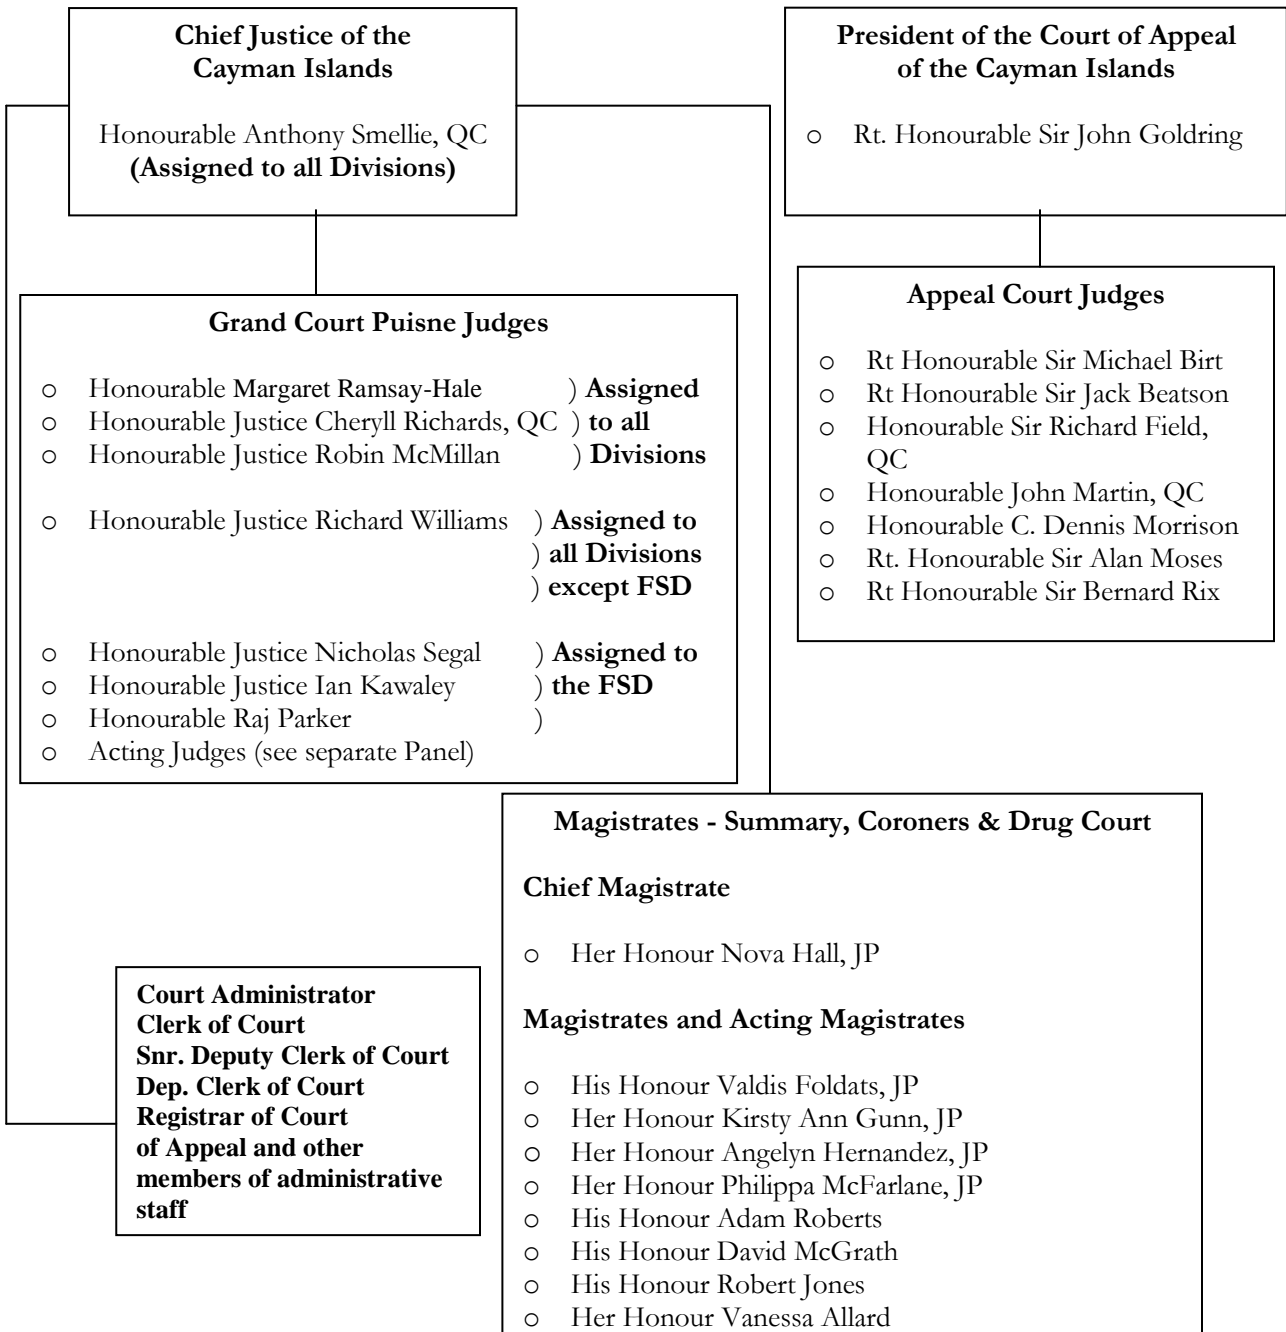 Chief Justice of the
Cayman Islands
Honourable Anthony Smellie, QC
(Assigned to all Divisions)
President of the Court of Appeal
of the Cayman Islands
o Rt. Honourable Sir John Goldring
Grand Court Puisne Judges
o Honourable Margaret Ramsay-Hale ) Assigned
o Honourable Justice Cheryll Richards, QC ) to all
o Honourable Justice Robin McMillan ) Divisions
o Honourable Justice Richard Williams ) Assigned to
) all Divisions
) except FSD
o Honourable Justice Nicholas Segal ) Assigned to
o Honourable Justice Ian Kawaley ) the FSD
o Honourable Raj Parker )
o Acting Judges (see separate Panel)
Appeal Court Judges
o Rt Honourable Sir Michael Birt
o Rt Honourable Sir Jack Beatson
o Honourable Sir Richard Field,
QC
o Honourable John Martin, QC
o Honourable C. Dennis Morrison
o Rt. Honourable Sir Alan Moses
o Rt Honourable Sir Bernard Rix
Court Administrator
Clerk of Court
Snr. Deputy Clerk of Court
Dep. Clerk of Court
Registrar of Court
of Appeal and other
members of administrative
staff
Magistrates - Summary, Coroners & Drug Court
Chief Magistrate
o Her Honour Nova Hall, JP
Magistrates and Acting Magistrates
o His Honour Valdis Foldats, JP
o Her Honour Kirsty Ann Gunn, JP
o Her Honour Angelyn Hernandez, JP
o Her Honour Philippa McFarlane, JP
o His Honour Adam Roberts
o His Honour David McGrath
o His Honour Robert Jones
o Her Honour Vanessa Allard